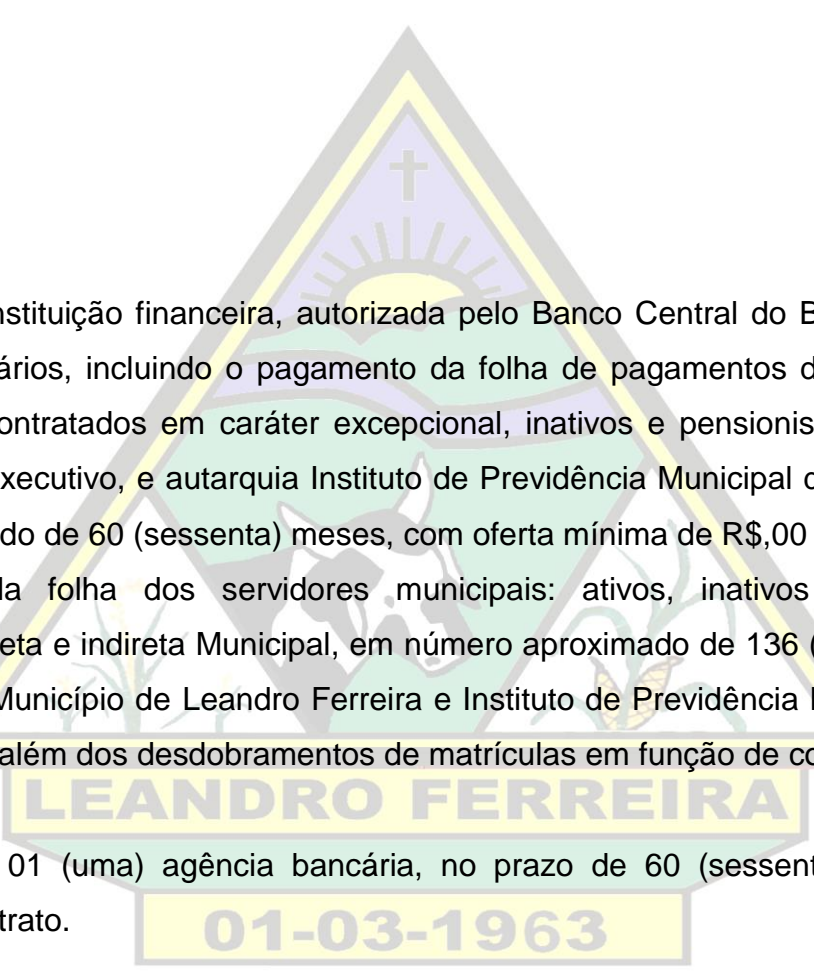 nstituição financeira, autorizada pelo Banco Central do B
ários, incluindo o pagamento da folha de pagamentos d
ontratados em caráter excepcional, inativos e pensionis
xecutivo, e autarquia Instituto de Previdência Municipal d
do de 60 (sessenta) meses, com oferta mínima de R$,00
la folha dos servidores municipais: ativos, inativos
eta e indireta Municipal, em número aproximado de 136 (
Município de Leandro Ferreira e Instituto de Previdência
além dos desdobramentos de matrículas em função de co
LEANDRO FERREIRA
01 (uma) agência bancária, no prazo de 60 (sessent
trato.
01-03-1963